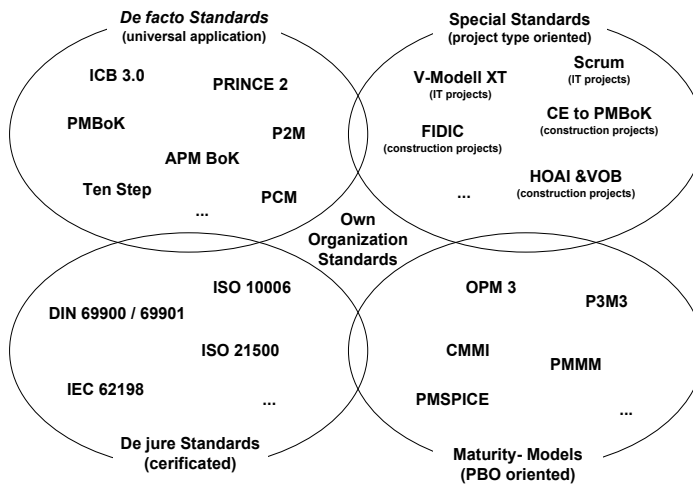 De facto Standards
(universal application)
ICB 3.0
PRINCE 2
PMBoK
P2M
APM BoK
Ten Step
PCM
...
Special Standards
(project type oriented)
V-Modell XT
(IT projects)
Scrum
(IT projects)
CE to PMBoK
(construction projects)
FIDIC
(construction projects)
HOAI &VOB
(construction projects)
...
Own
Organization
Standards
ISO 10006
DIN 69900 / 69901
ISO 21500
IEC 62198
...
De jure Standards
(cerificated)
OPM 3
P3M3
CMMI
PMMM
PMSPICE
...
Maturity- Models
(PBO oriented)